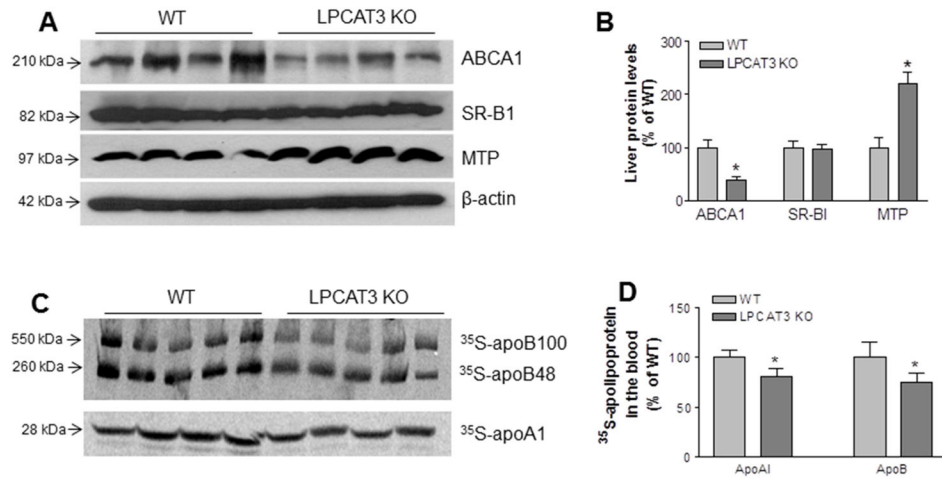 A
WT
LPCAT3 KO
210 kDa→
ABCA1
82 kDa→
SR-B1
97 kDa→
MTP
42 kDa→
β-actin
B
Liver protein levels
(% of WT)
300
200
100
0
WT
LPCAT3 KO
*
*
ABCA1
SR-BI
MTP
C
WT
LPCAT3 KO
550 kDa→
³⁵S-apoB100
260 kDa→
³⁵S-apoB48
28 kDa→
³⁵S-apoA1
D
³⁵S-apolipoprotein
In the blood
(% of WT)
150
100
50
0
WT
LPCAT3 KO
*
*
ApoAI
ApoB